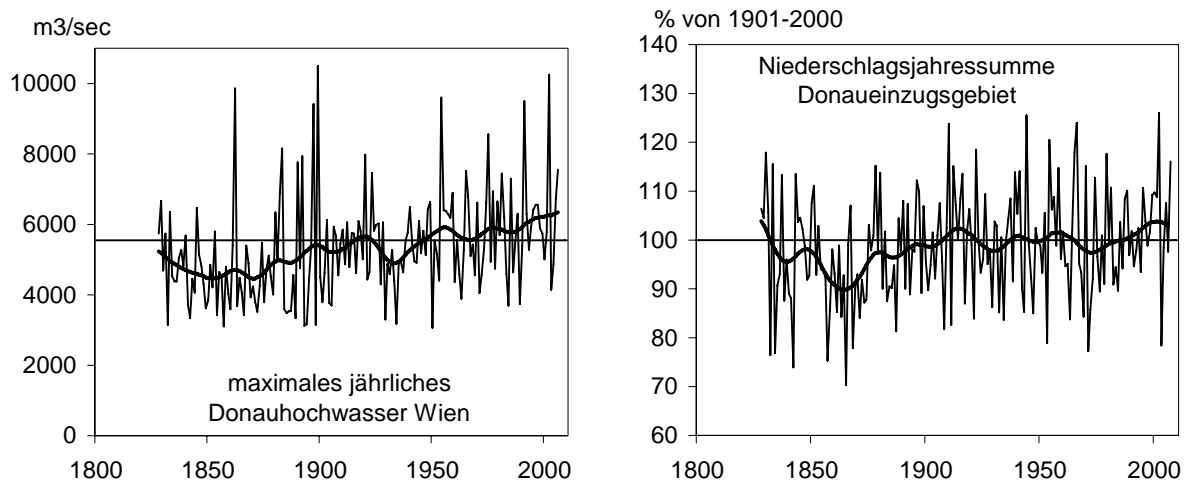 m3/sec
10000
8000
6000
4000
2000
0
maximales jährliches
Donauhochwasser Wien
1800 1850 1900 1950 2000
% von 1901-2000
140
130
120
110
100
90
80
70
60
Niederschlagsjahressumme
Donaueinzugsgebiet
1800 1850 1900 1950 2000